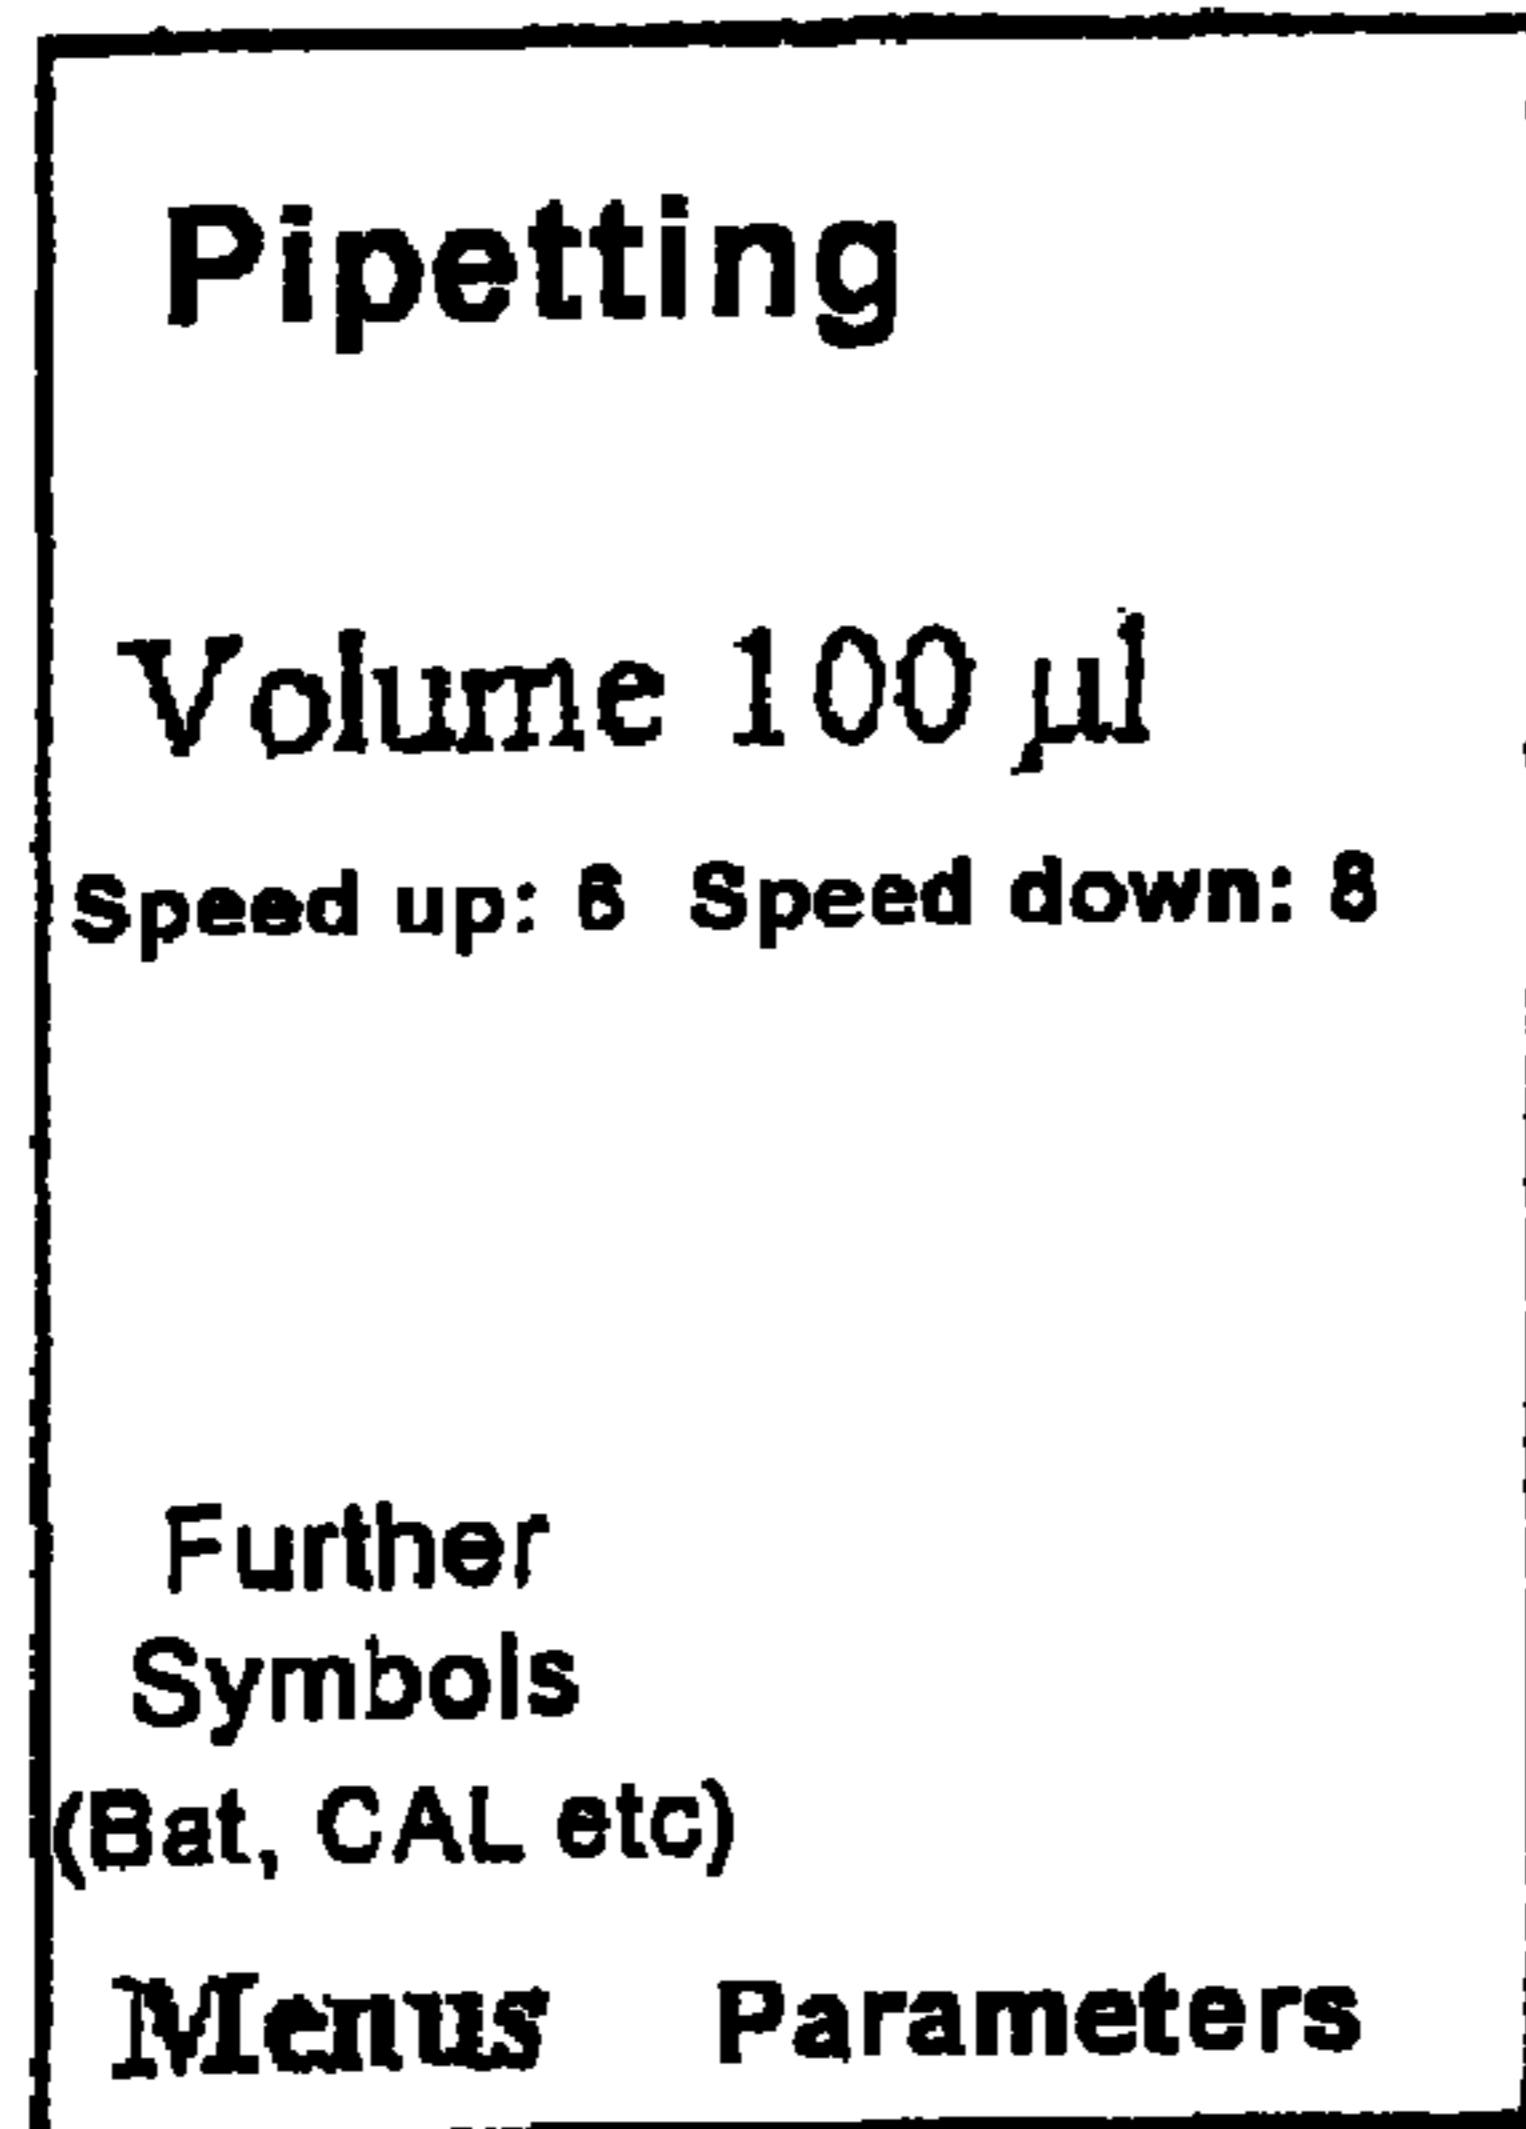 Pipetting
Volume 100 µl
Speed up: 6 Speed down: 8
Further
Symbols
(Bat, CAL etc)
Menus Parameters